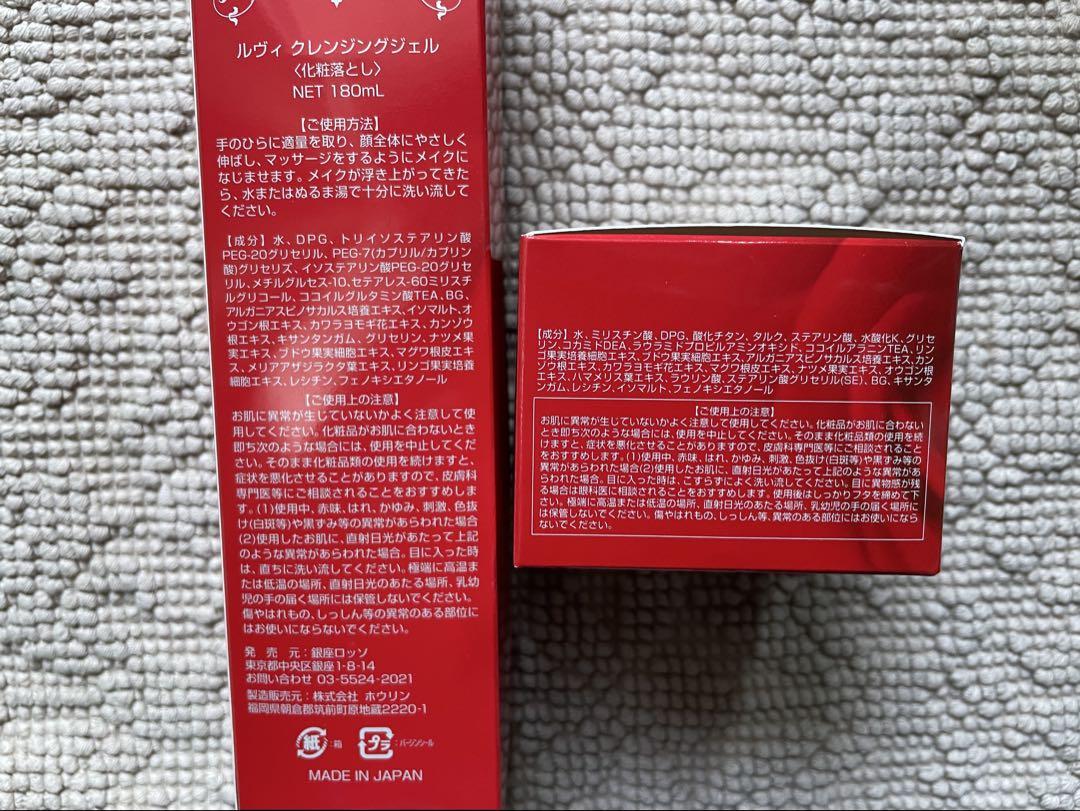 ルヴィ クレンジングジェル
〈化粧落とし〉
NET 180mL
【ご使用方法】
手のひらに適量を取り、顔全体にやさしく
伸ばし、マッサージをするようにメイクに
なじませます。メイクが浮き上がってきた
ら、水またはぬるま湯で十分に洗い流して
ください。
【成分】水、DPG、トリイソステアリン酸
PEG-20グリセリル、PEG-7(カプリル/カプリン
酸)グリセリズ、イソステアリン酸PEG-20グリセ
リル、メチルグルセス-10、セテアレス-60ミリスチ
ルグリコール、ココイルグルタミン酸TEA、BG、
アルガニアスピノサカルス培養エキス、イソマルト、オ
ウゴン根エキス、カワラヨモギ花エキス、カンゾウ
根エキス、キサンタンガム、グリセリン、ナツメ果
実エキス、ブドウ果実細胞エキス、マグワ根皮エキ
ス、メリアアザジラクタ葉エキス、リンゴ果実培養
細胞エキス、レシチン、フェノキシエタノール
【ご使用上の注意】
お肌に異常が生じていないかよく注意して使
用してください。化粧品がお肌に合わないとき
即ち次のような場合には、使用を中止してくだ
さい。そのまま化粧品類の使用を続けますと、
症状を悪化させることがありますので、皮膚科
専門医等にご相談されることをおすすめしま
す。(1)使用中、赤味、はれ、かゆみ、刺激、色抜
け(白斑等)や黒ずみ等の異常があらわれた場合
(2)使用したお肌に、直射日光があたって上記
のような異常があらわれた場合。目に入った時
は、直ちに洗い流してください。極端に高温ま
たは低温の場所、直射日光のあたる場所、乳幼
児の手の届く場所には保管しないでください。
傷やはれもの、しっしん等の異常のある部位に
はお使いにならないでください。
発 売 元:銀座ロッソ
東京都中央区銀座1-8-14
お問い合わせ 03-5524-2021
製造販売元:株式会社 ホウリン
福岡県朝倉郡筑前町原地蔵2220-1
紙 :箱 プラ :バージンシール
MADE IN JAPAN
【成分】水、ミリスチン酸、DPG、酸化チタン、タルク、ステアリン酸、水酸化K、グリセ
リン、コカミドDEA、ラウラミドプロピルアミンオキシド、ココイルアラニンTEA、リン
ゴ果実培養細胞エキス、ブドウ果実細胞エキス、アルガニアスピノサカルス培養エキス、カン
ゾウ根エキス、カワラヨモギ花エキス、マグワ根皮エキス、ナツメ果実エキス、オウゴン根
エキス、ハマメリス葉エキス、ラウリン酸、ステアリン酸グリセリル(SE)、BG、キサンタ
ンガム、レシチン、イソマルト、フェノキシエタノール
【ご使用上の注意】
お肌に異常が生じていないかよく注意して使用してください。化粧品がお肌に合わない
とき即ち次のような場合には、使用を中止してください。そのまま化粧品類の使用を続
けますと、症状を悪化させることがありますので、皮膚科専門医等にご相談されること
をおすすめします。(1)使用中、赤味、はれ、かゆみ、刺激、色抜け(白斑等)や黒ずみ等の
異常があらわれた場合(2)使用したお肌に、直射日光があたって上記のような異常があ
らわれた場合。目に入った時は、こすらずによく洗い流してください。目に異物感が残
る場合は眼科医に相談されることをおすすめします。使用後はしっかりフタを締めて下
さい。極端に高温または低温の場所、直射日光のあたる場所、乳幼児の手の届く場所に
は保管しないでください。傷やはれもの、しっしん等、異常のある部位にはお使いになら
ないでください。